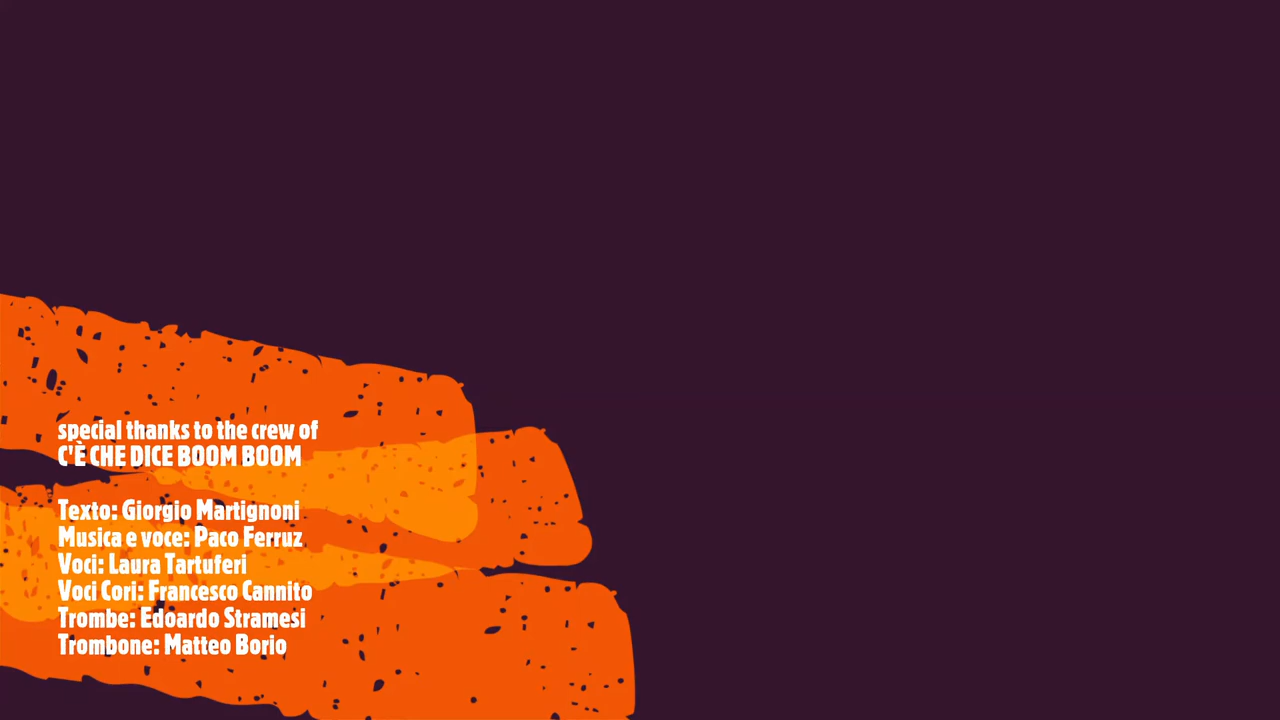 special thanks to the crew of
C'È CHE DICE BOOM BOOM
Texto: Giorgio Martignoni
Musica e voce: Paco Ferruz
Voci: Laura Tartuferi
Voci Cori: Francesco Cannito
Trombe: Edoardo Stramesi
Trombone: Matteo Borio